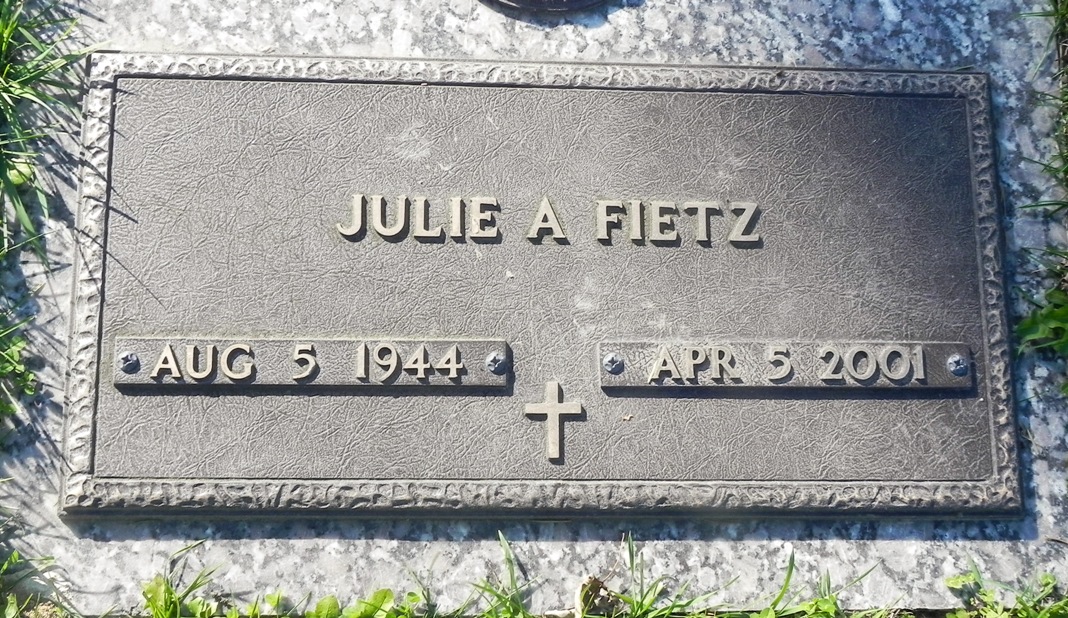 JULIE A FIETZ
AUG 5 1944
APR 5 2001